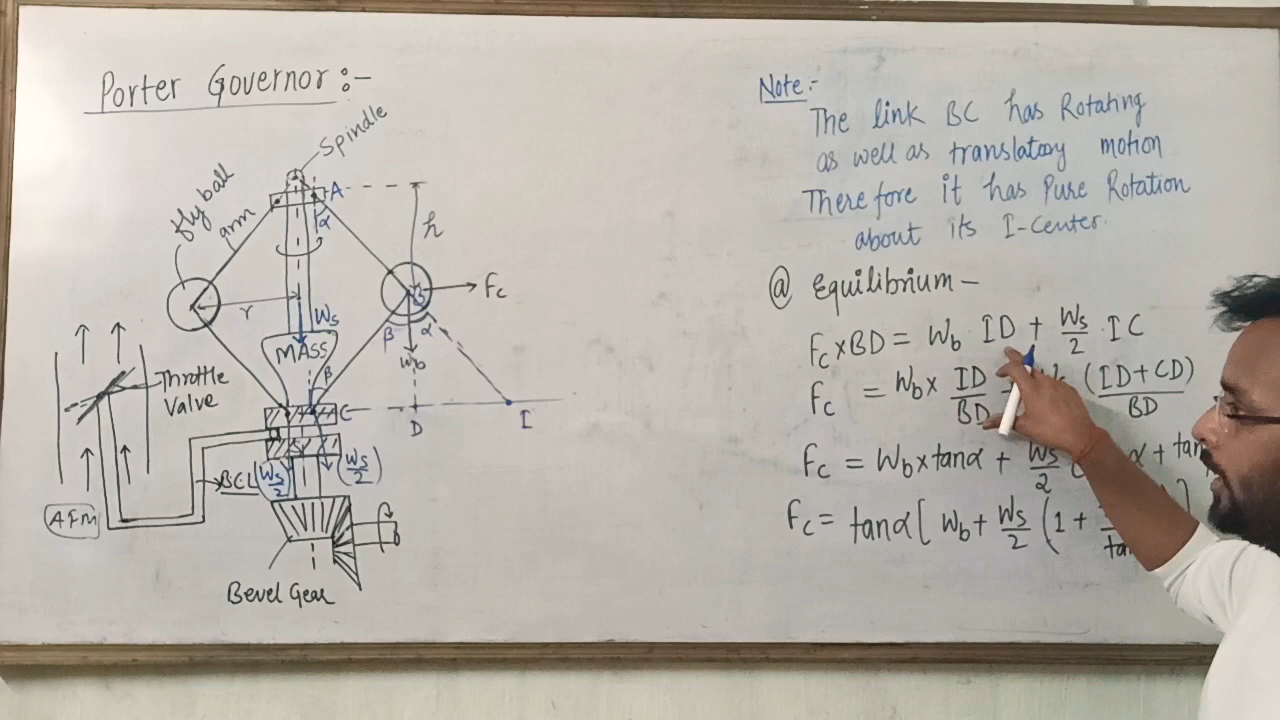 Porter Governor:-
Spindle
fly ball
arm
A
α
h
B
Fc
r
Ws
β
α
Wb
MASS
β
Throttle
Valve
C
D
I
BCL
(Ws/2)
(Ws/2)
AFM
Bevel Gear
Note:-
The link BC has Rotating
as well as translatory motion
Therefore it has Pure Rotation
about its I-Center.
@ Equilibrium -
Fc×BD = Wb ID + Ws/2 · IC
Fc = Wb × ID/BD (ID+CD)/BD
Fc = Wb×tanα + Ws/2 ( α + tan
Fc = tanα [ Wb + Ws/2 (1 + ]